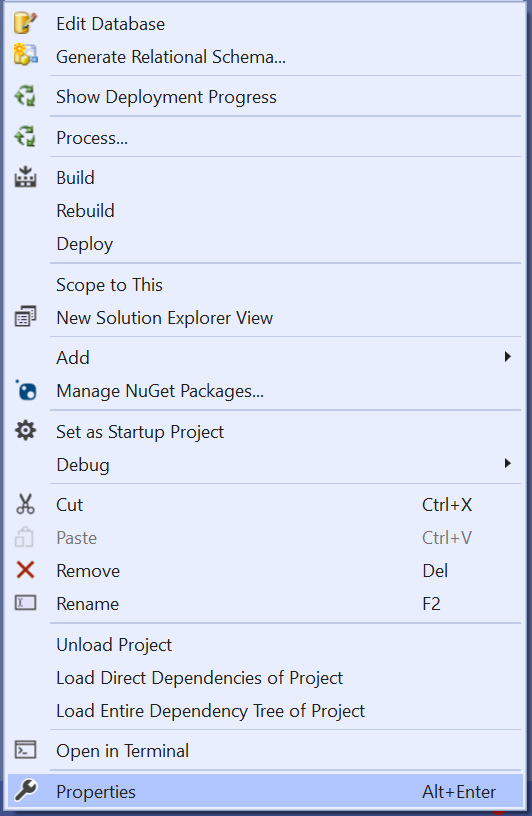 Edit Database
Generate Relational Schema...
Show Deployment Progress
Process...
Build
Rebuild
Deploy
Scope to This
New Solution Explorer View
Add
Manage NuGet Packages...
Set as Startup Project
Debug
Cut Ctrl+X
Paste Ctrl+V
Remove Del
Rename F2
Unload Project
Load Direct Dependencies of Project
Load Entire Dependency Tree of Project
Open in Terminal
Properties Alt+Enter